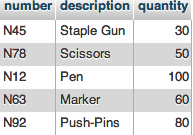 number description quantity
N45 Staple Gun 30
N78 Scissors 50
N12 Pen 100
N63 Marker 60
N92 Push-Pins 80